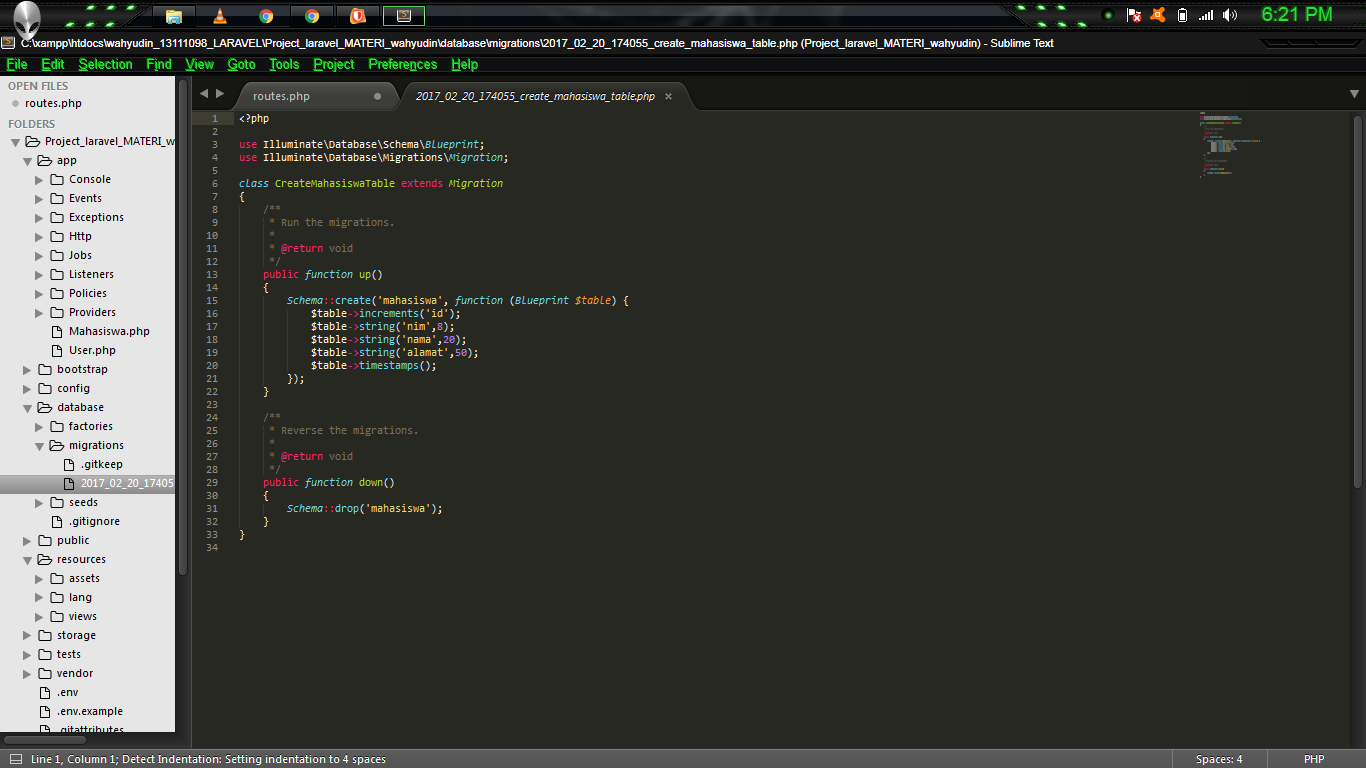 6:21 PM
C:\xampp\htdocs\wahyudin_13111098_LARAVEL\Project_laravel_MATERI_wahyudin\database\migrations\2017_02_20_174055_create_mahasiswa_table.php (Project_laravel_MATERI_wahyudin) - Sublime Text
File Edit Selection Find View Goto Tools Project Preferences Help
OPEN FILES
routes.php
FOLDERS
Project_laravel_MATERI_w
app
Console
Events
Exceptions
Http
Jobs
Listeners
Policies
Providers
Mahasiswa.php
User.php
bootstrap
config
database
factories
migrations
.gitkeep
2017_02_20_17405
seeds
.gitignore
public
resources
assets
lang
views
storage
tests
vendor
.env
.env.example
.gitattributes
routes.php 2017_02_20_174055_create_mahasiswa_table.php ×
1 <?php
2
3 use Illuminate\Database\Schema\Blueprint;
4 use Illuminate\Database\Migrations\Migration;
5
6 class CreateMahasiswaTable extends Migration
7 {
8     /**
9      * Run the migrations.
10      *
11      * @return void
12      */
13     public function up()
14     {
15         Schema::create('mahasiswa', function (Blueprint $table) {
16             $table->increments('id');
17             $table->string('nim',8);
18             $table->string('nama',20);
19             $table->string('alamat',50);
20             $table->timestamps();
21         });
22     }
23
24     /**
25      * Reverse the migrations.
26      *
27      * @return void
28      */
29     public function down()
30     {
31         Schema::drop('mahasiswa');
32     }
33 }
34
Line 1, Column 1; Detect Indentation: Setting indentation to 4 spaces Spaces: 4 PHP